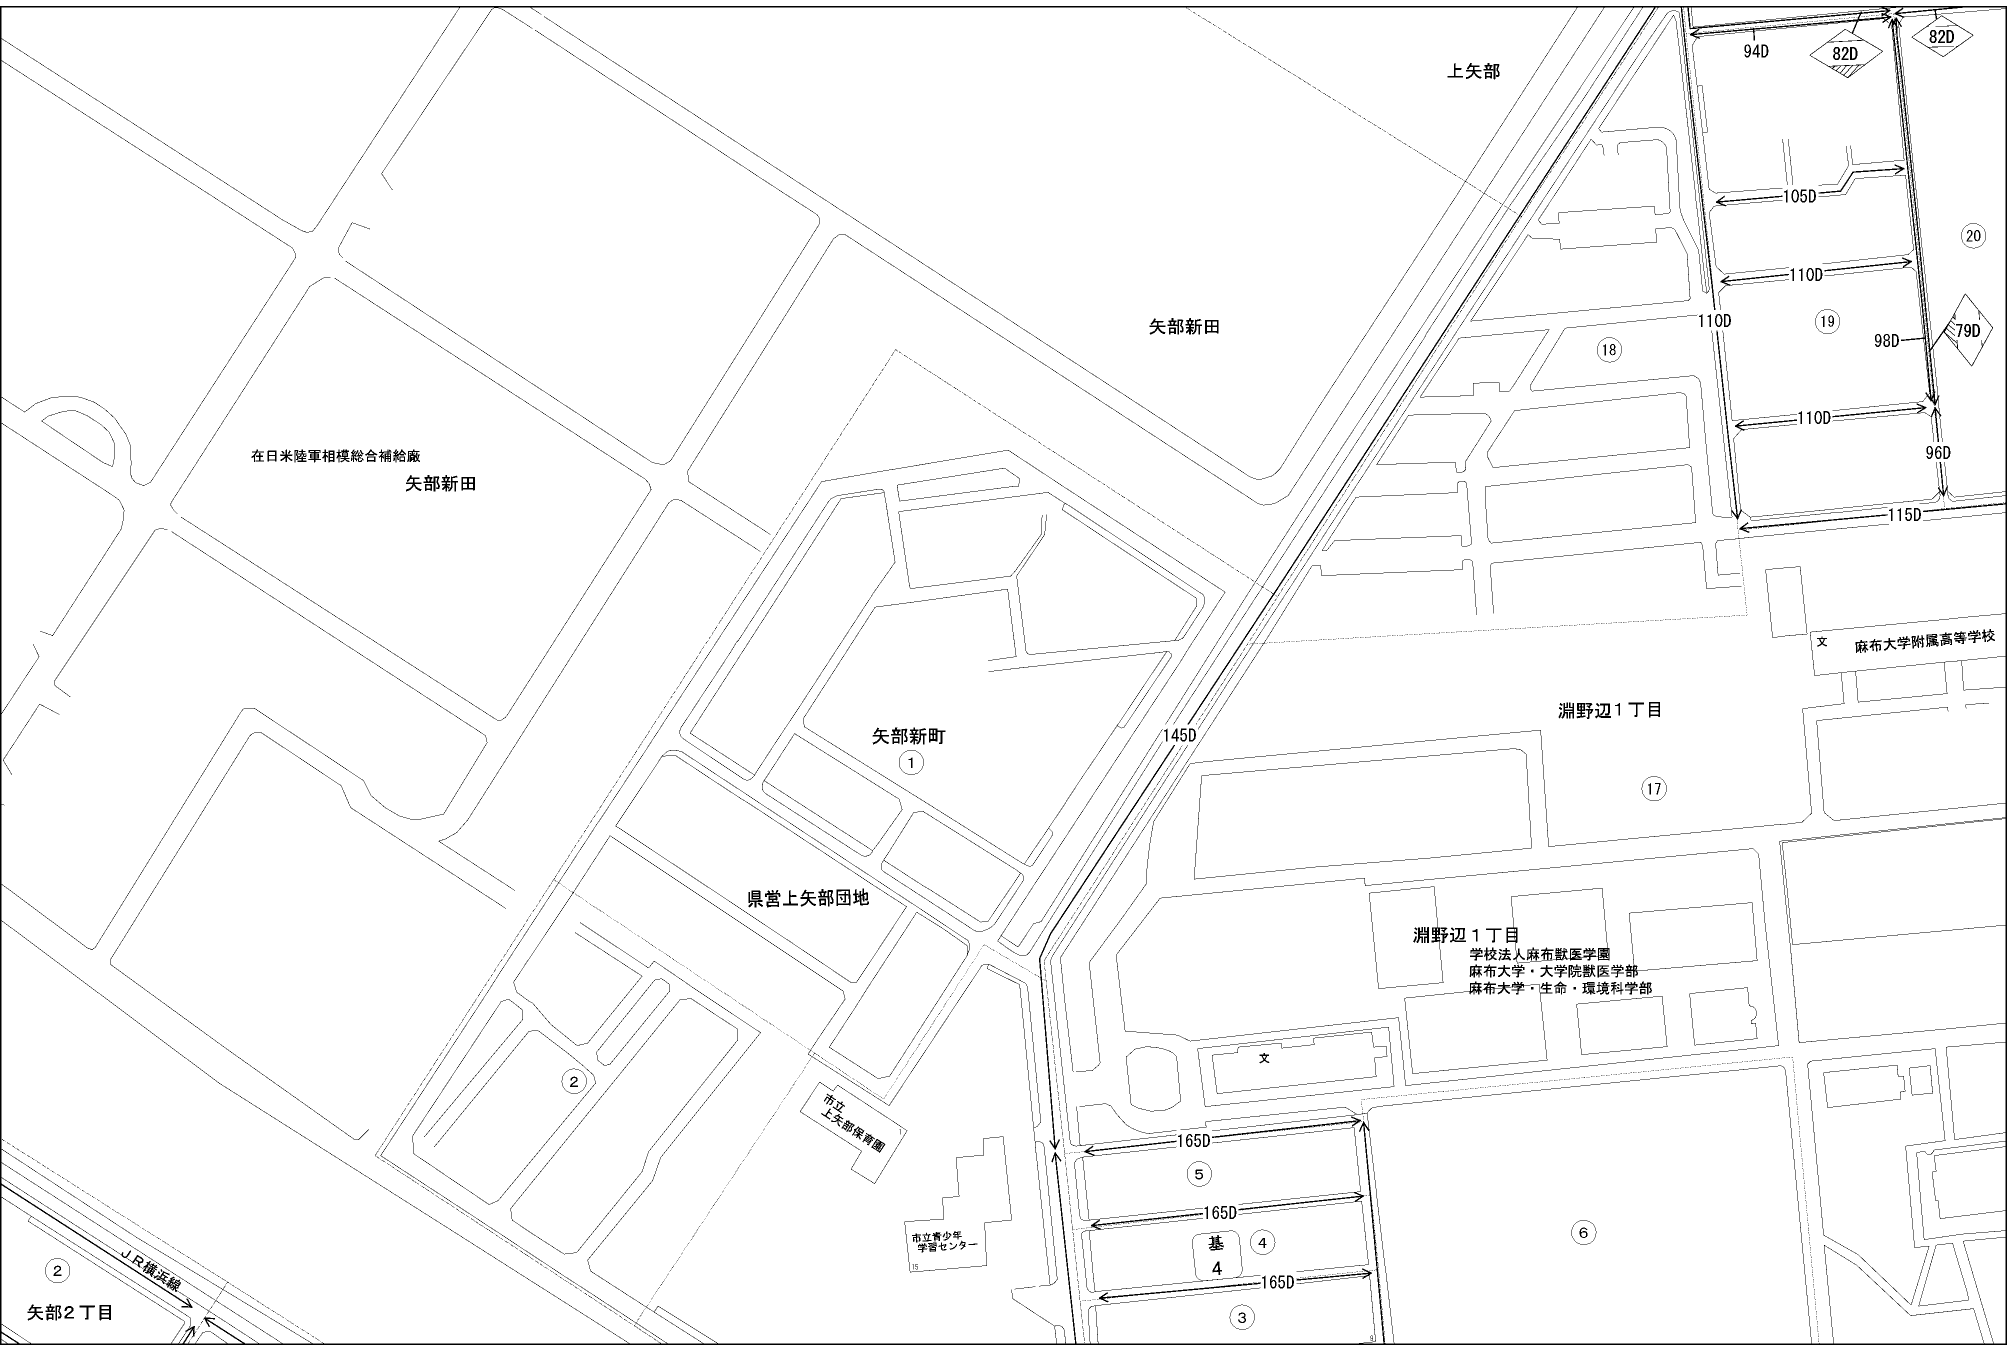 上矢部
94D
82D
82D
105D
20
110D
矢部新田
110D
19
79D
98D
18
110D
96D
在日米陸軍相模総合補給廠
矢部新田
115D
文
麻布大学附属高等学校
淵野辺1丁目
145D
矢部新町
1
17
県営上矢部団地
淵野辺1丁目
学校法人麻布獣医学園
麻布大学・大学院獣医学部
麻布大学・生命・環境科学部
文
2
市立
上矢部保育園
165D
5
165D
市立青少年
学習センター
15
基
4
4
6
JR横浜線
2
矢部2丁目
165D
3